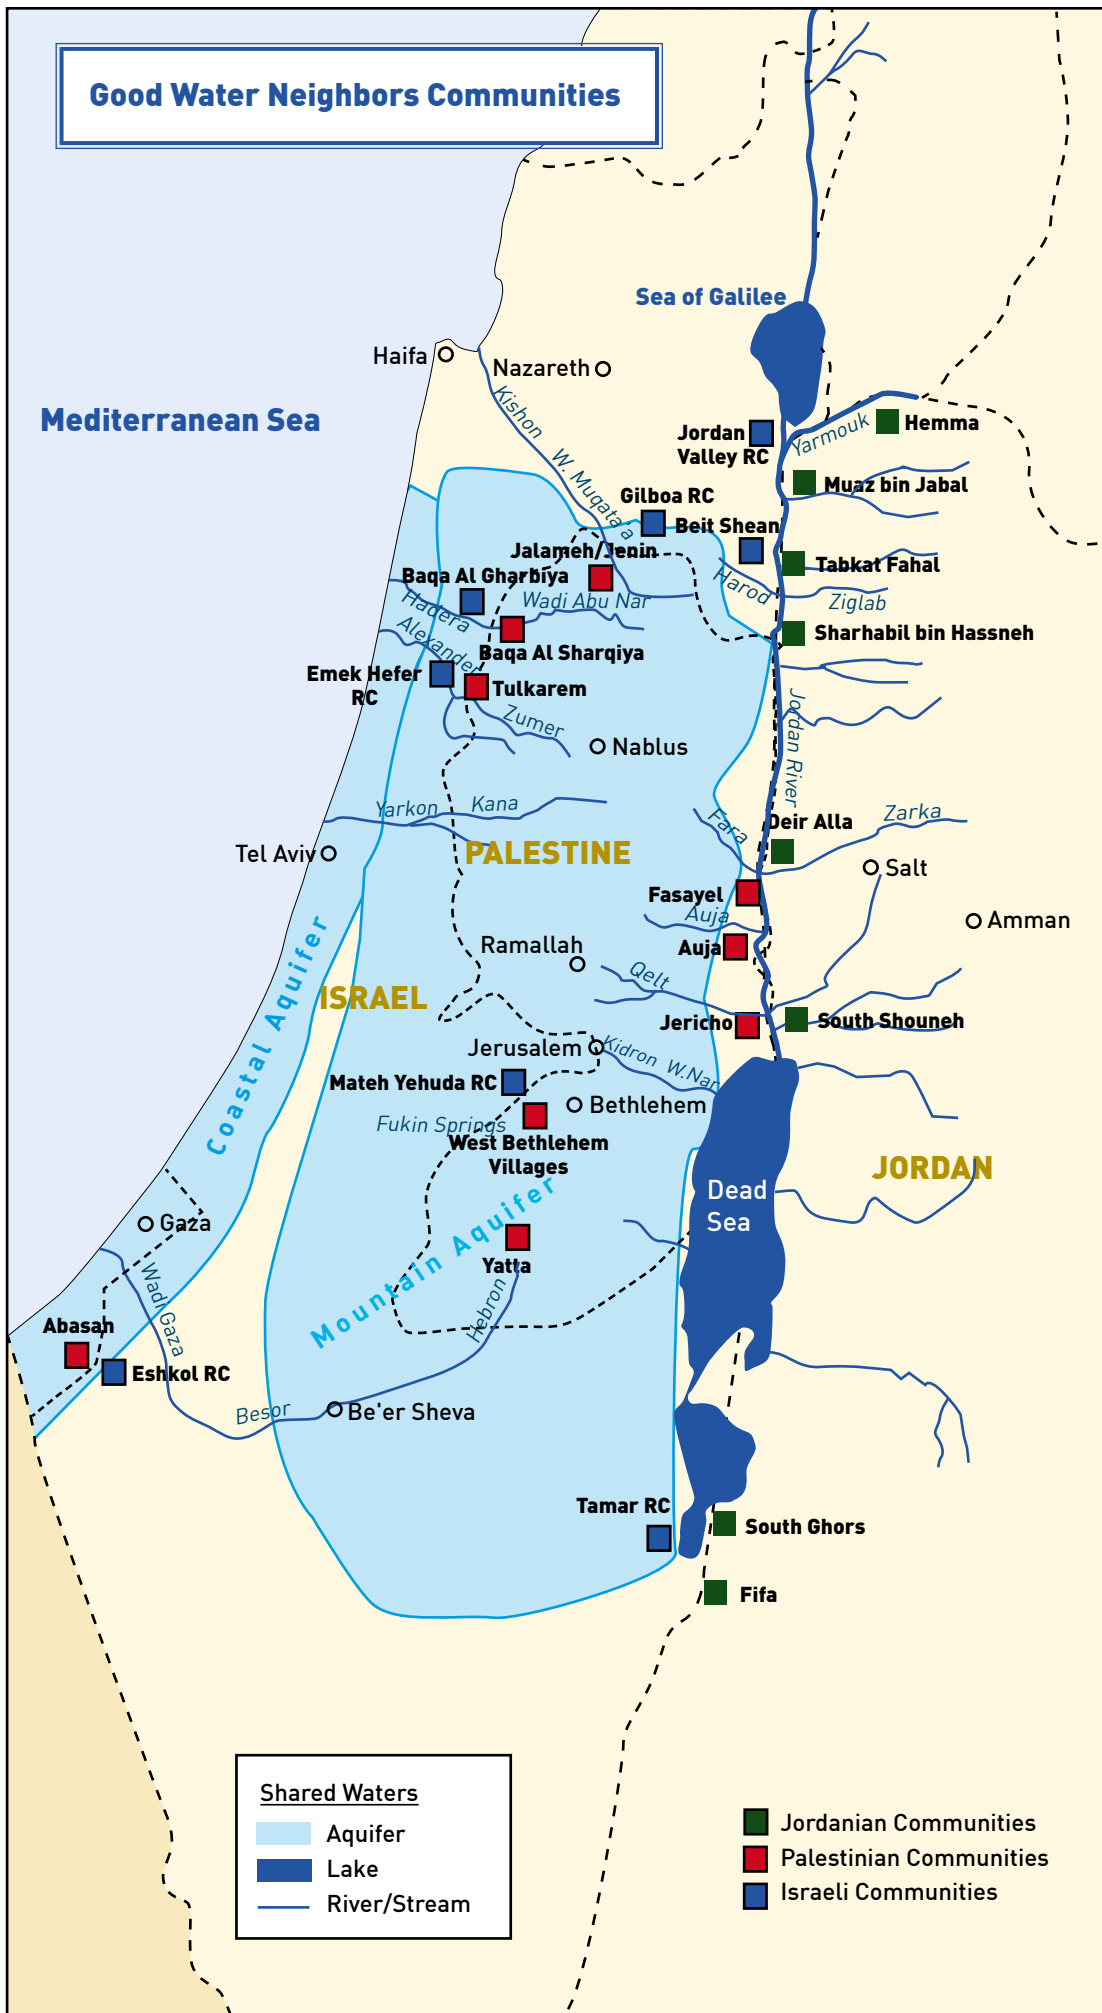 Good Water Neighbors Communities
Sea of Galilee
Haifa
Nazareth
Mediterranean Sea
Kishon
W. Muqata'a
Jordan
Valley RC
Yarmouk
Hemma
Muaz bin Jabal
Gilboa RC
Beit Shean
Jalameh/Jenin
Baqa Al Gharbiya
Tabkat Fahal
Harod
Ziglab
Hadera
Wadi Abu Nar
Alexander
Baqa Al Sharqiya
Sharhabil bin Hassneh
Emek Hefer
RC
Tulkarem
Zumer
Nablus
Jordan River
Yarkon
Kana
Fara
Deir Alla
Zarka
Tel Aviv
PALESTINE
Salt
Fasayel
Auja
Amman
Ramallah
Auja
Qelt
ISRAEL
Coastal Aquifer
Jericho
South Shouneh
Jerusalem
Kidron
W.Nar
Mateh Yehuda RC
Bethlehem
Fukin Springs
West Bethlehem
Villages
JORDAN
Dead
Sea
Gaza
Mountain Aquifer
Yatta
Wadi Gaza
Hebron
Abasan
Eshkol RC
Besor
Be'er Sheva
Tamar RC
South Ghors
Fifa
Shared Waters
Aquifer
Lake
River/Stream
Jordanian Communities
Palestinian Communities
Israeli Communities